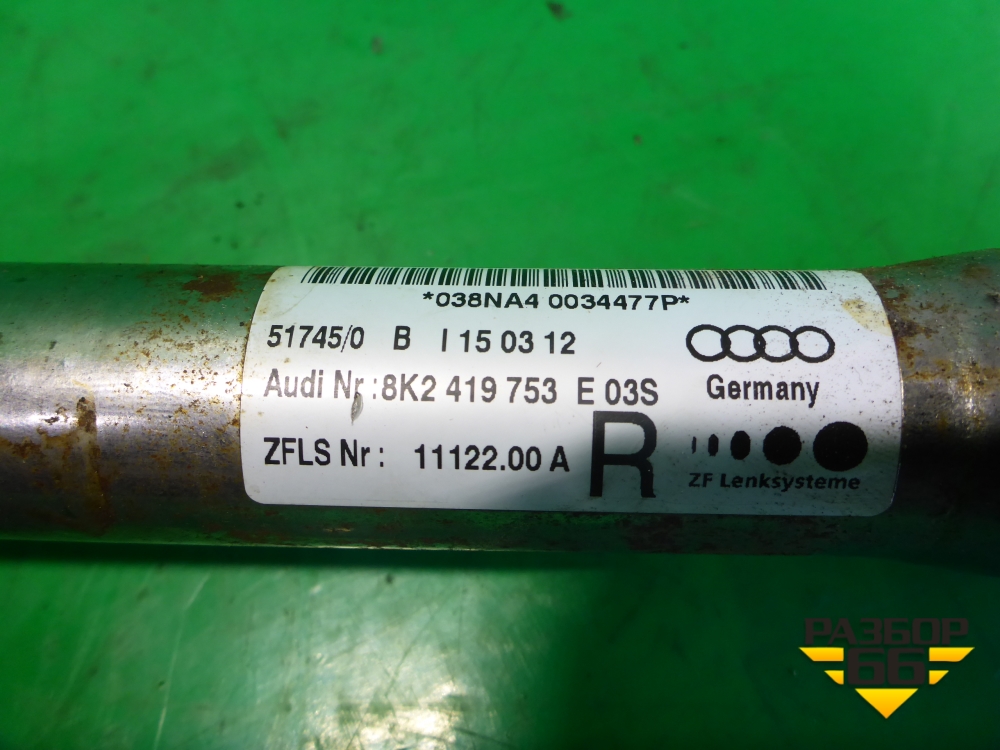 *038NA4 0034477P*
51745/0 B I 15 03 12
Audi Nr.:8K2 419 753 E 03S
Germany
ZFLS Nr: 11122.00 A R
ZF Lenksysteme
РАЗБОР
66